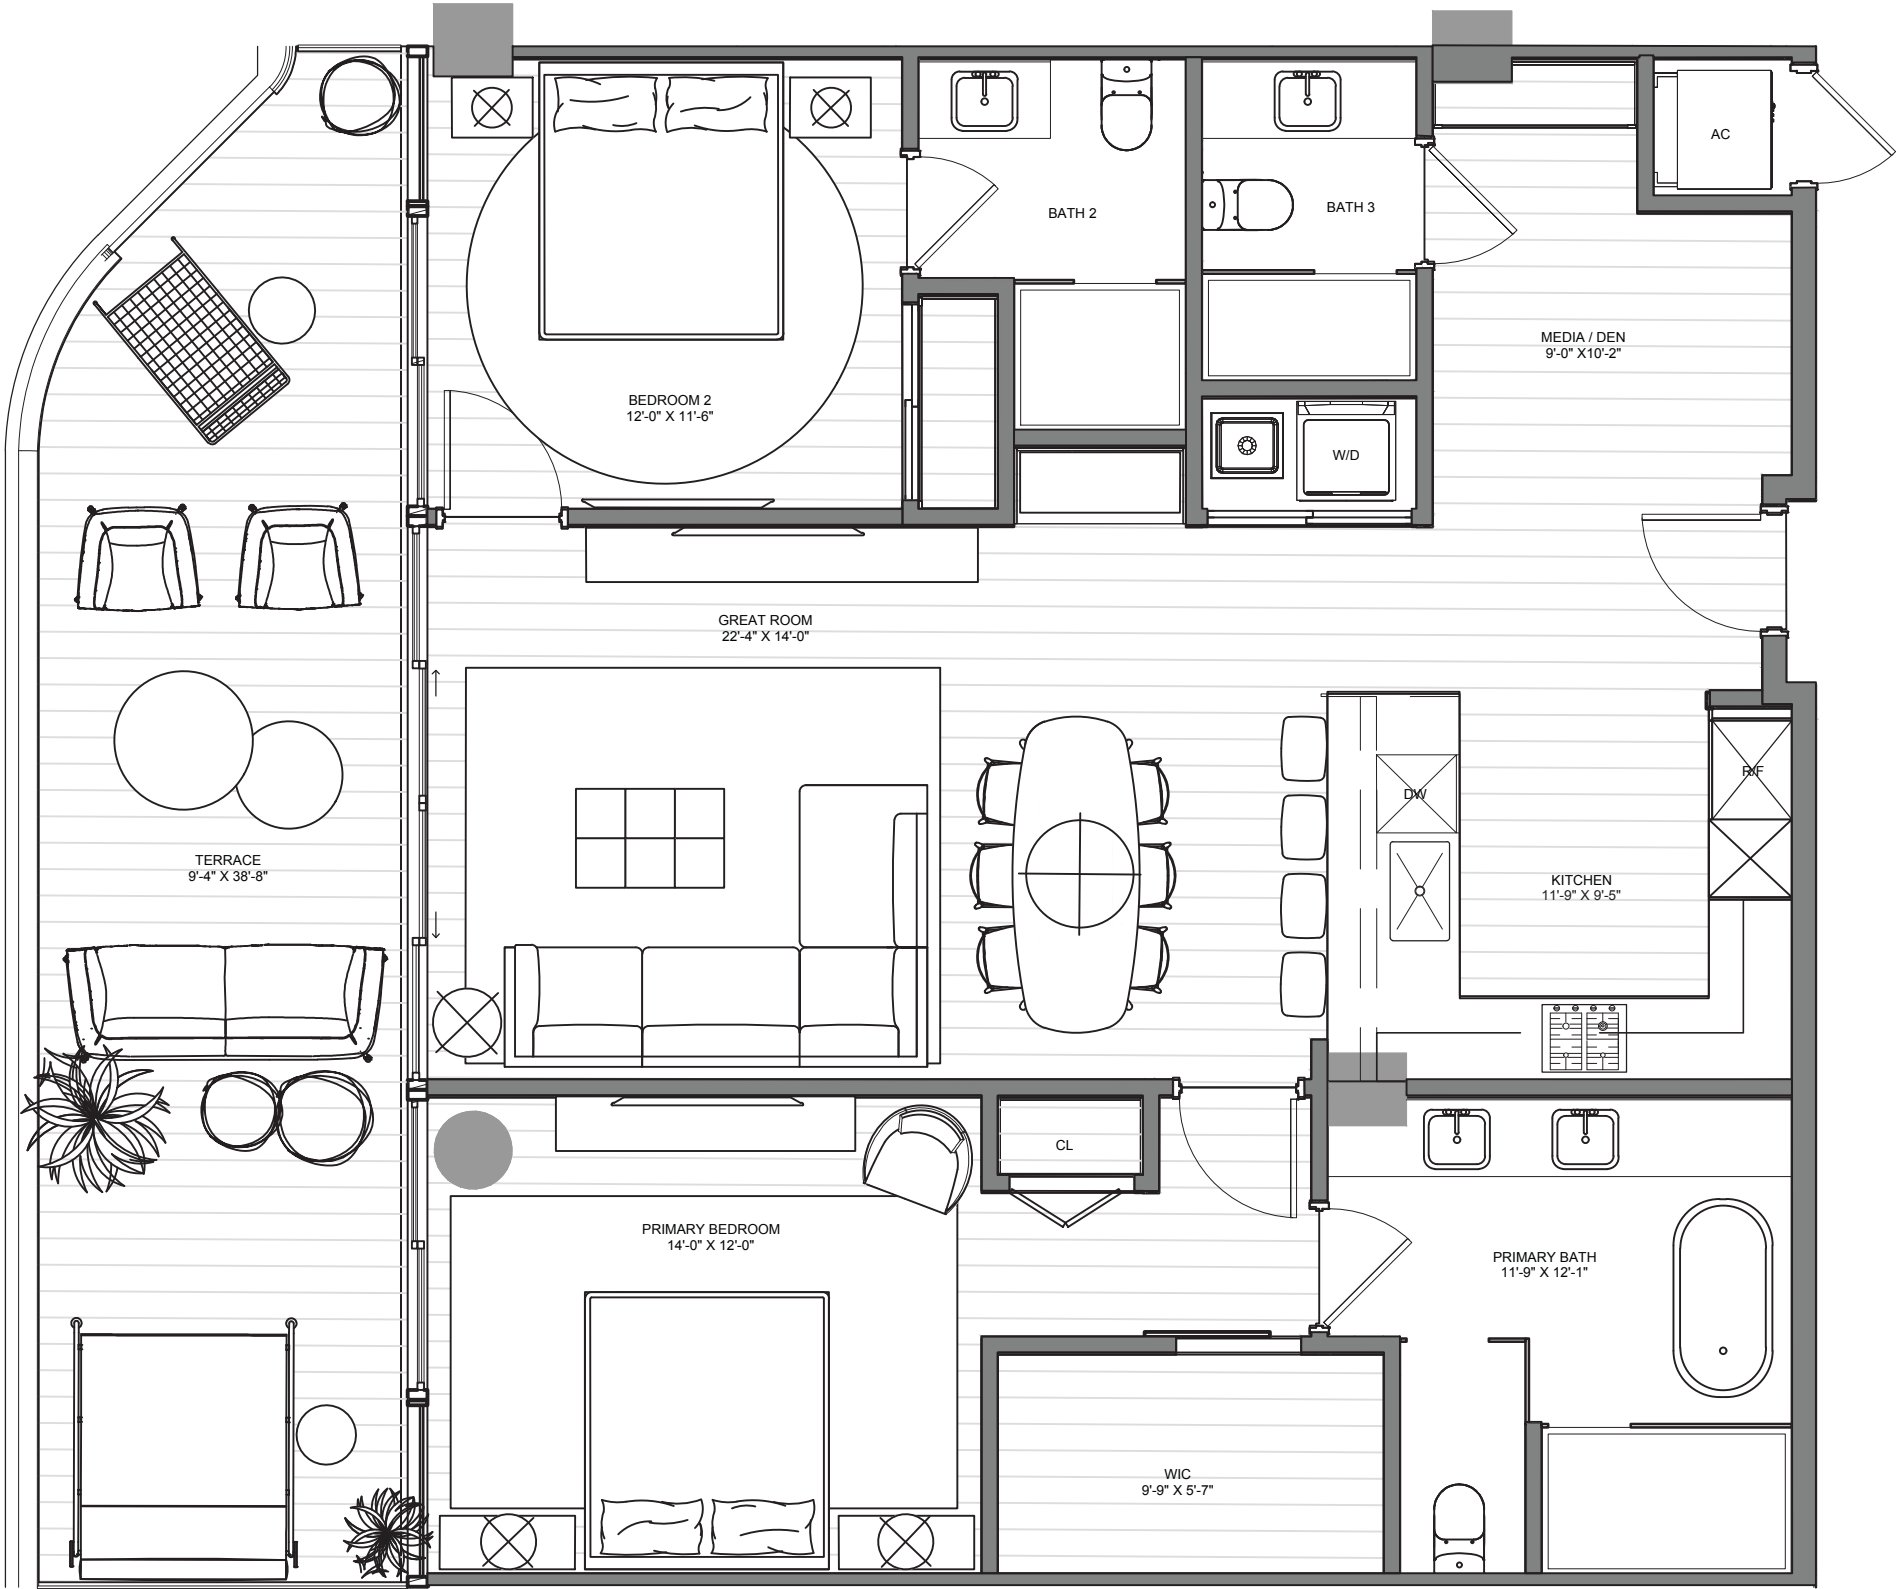 AC
BATH 2
BATH 3
MEDIA / DEN
9'-0" X10'-2"
BEDROOM 2
12'-0" X 11'-6"
W/D
GREAT ROOM
22'-4" X 14'-0"
R/F
DW
TERRACE
9'-4" X 38'-8"
KITCHEN
11'-9" X 9'-5"
CL
PRIMARY BEDROOM
14'-0" X 12'-0"
PRIMARY BATH
11'-9" X 12'-1"
WIC
9'-9" X 5'-7"